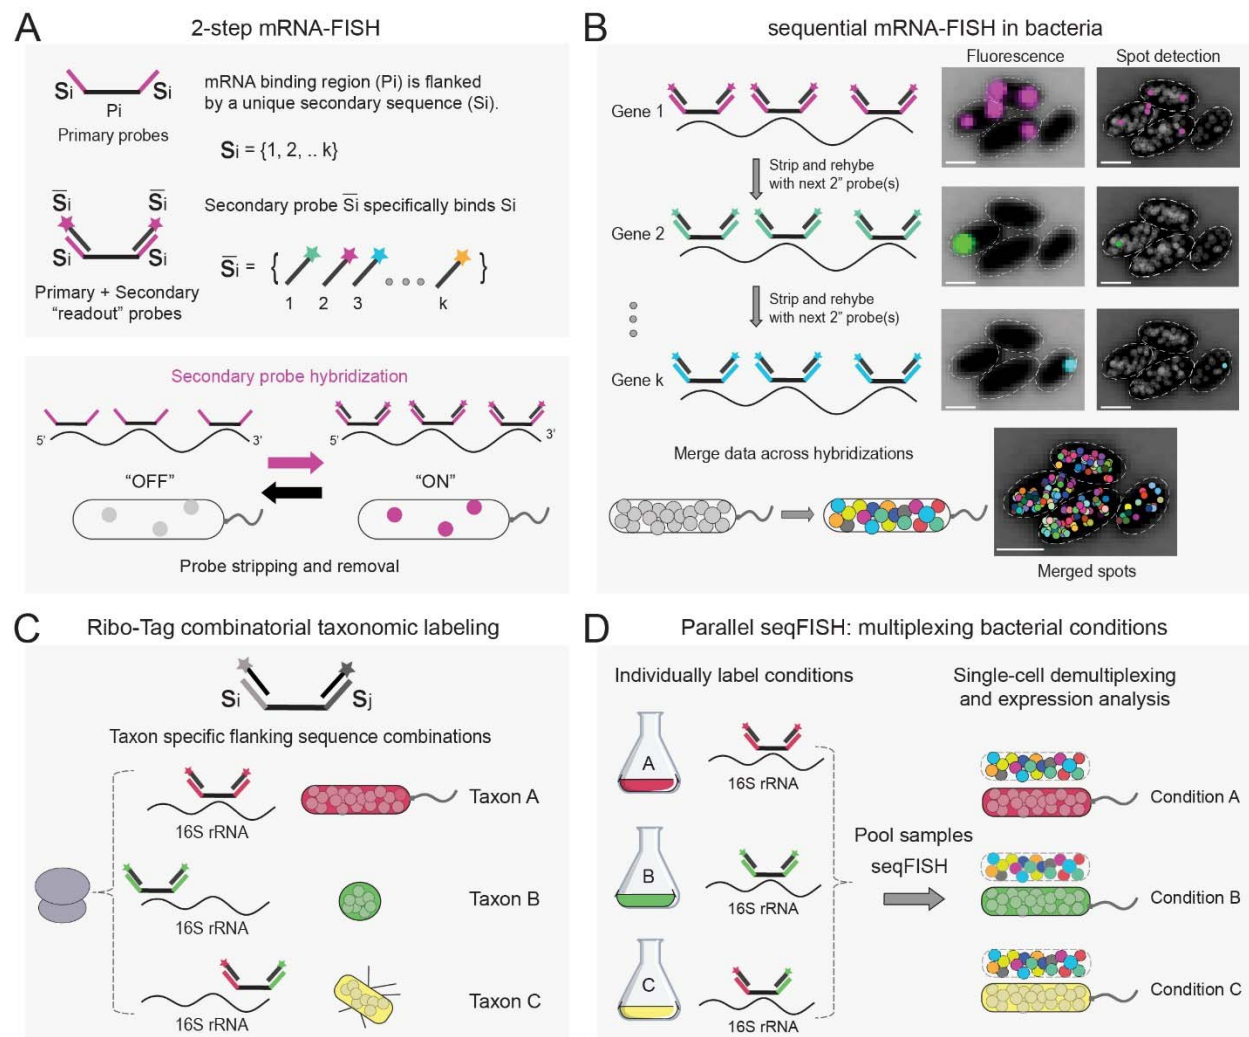 A
2-step mRNA-FISH
Si
Pi
Si
Primary probes
mRNA binding region (Pi) is flanked
by a unique secondary sequence (Si).
Si = {1, 2, .. k}
S̅i
S̅i
Si
Si
Primary + Secondary
“readout” probes
Secondary probe S̅i specifically binds Si
S̅i = { }
1 2 3 k
Secondary probe hybridization
5’
3’
5’
3’
“OFF”
“ON”
Probe stripping and removal
B
sequential mRNA-FISH in bacteria
Fluorescence
Spot detection
Gene 1
Strip and rehybe
with next 2” probe(s)
Gene 2
Strip and rehybe
with next 2” probe(s)
Gene k
Merge data across hybridizations
Merged spots
C
Ribo-Tag combinatorial taxonomic labeling
Si
Sj
Taxon specific flanking sequence combinations
16S rRNA
Taxon A
16S rRNA
Taxon B
16S rRNA
Taxon C
D
Parallel seqFISH: multiplexing bacterial conditions
Individually label conditions
Single-cell demultiplexing
and expression analysis
A
16S rRNA
Condition A
Pool samples
seqFISH
B
16S rRNA
Condition B
C
16S rRNA
Condition C